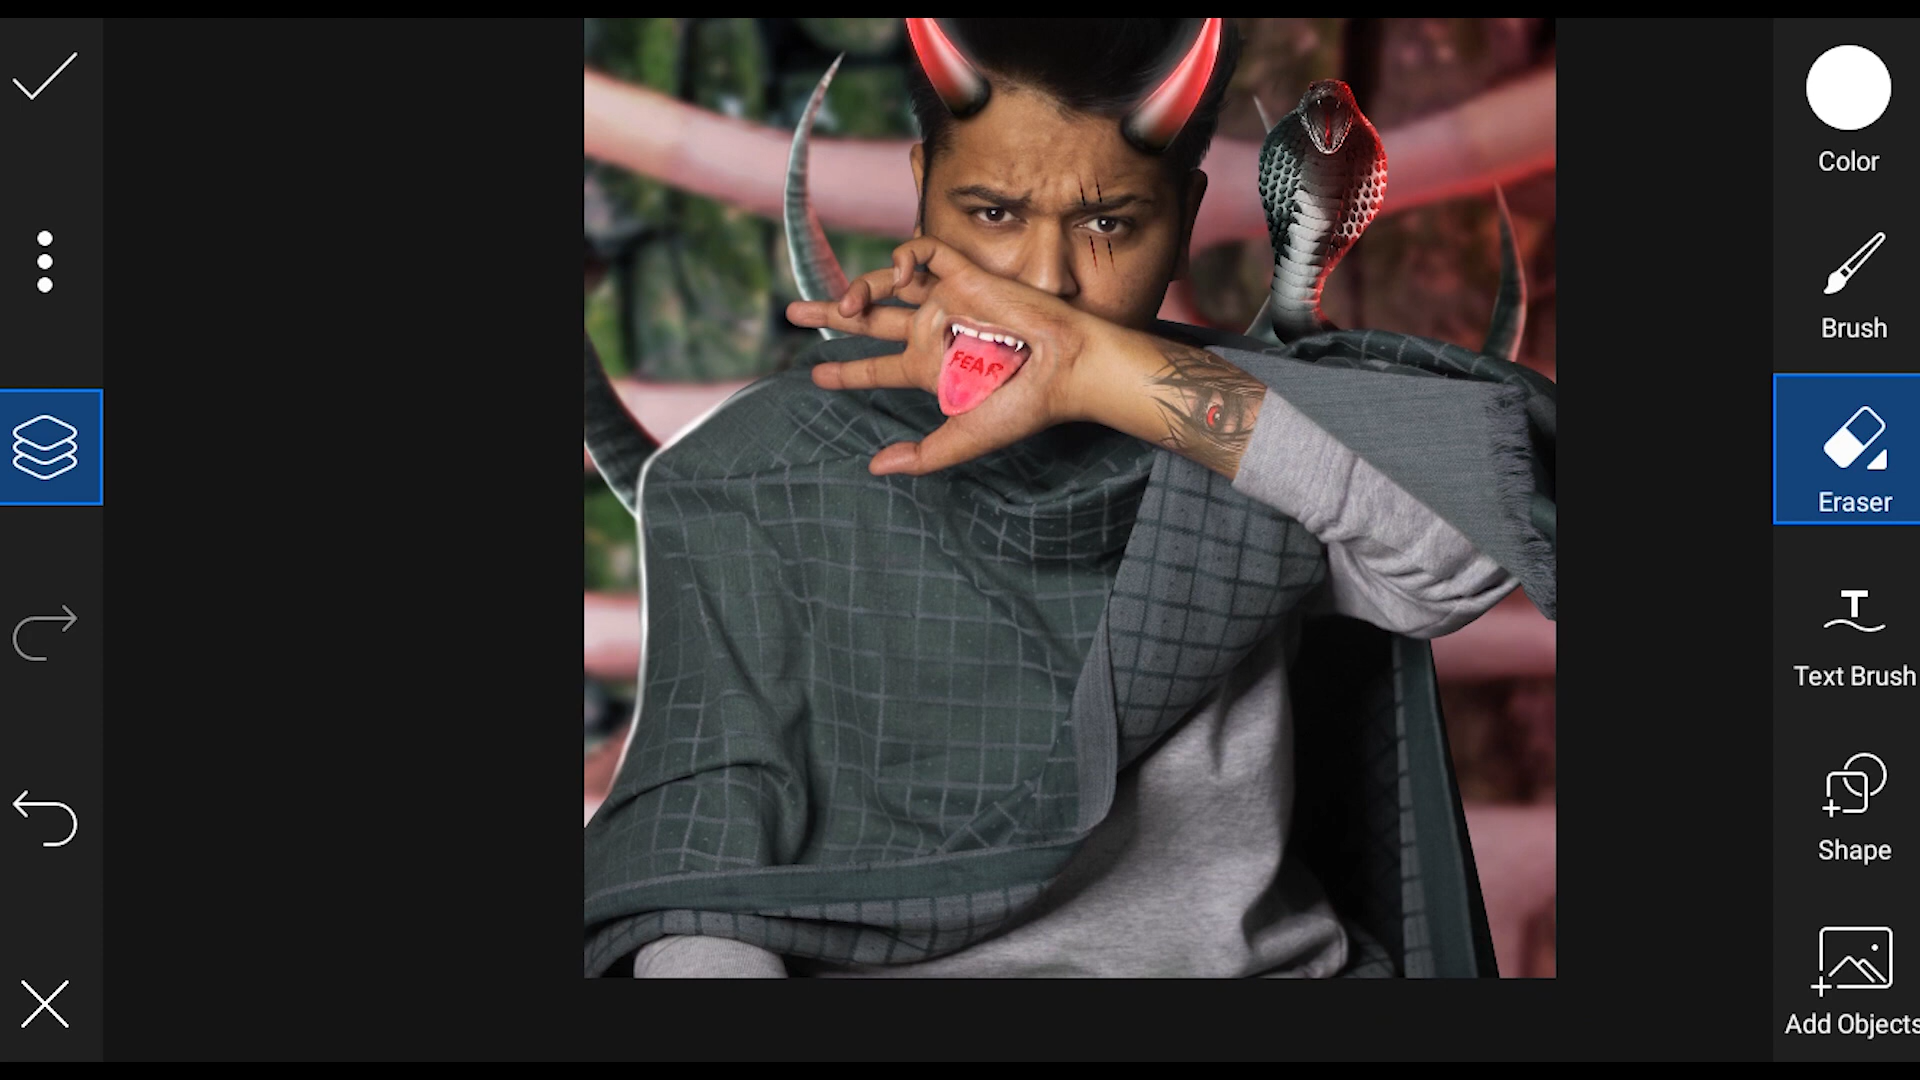 Color
Brush
FEAR
Eraser
T
Text Brush
Shape
Add Objects